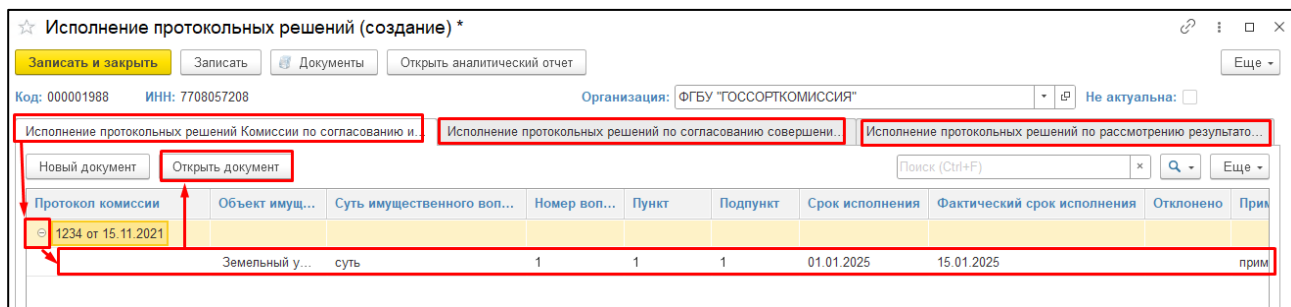 Исполнение протокольных решений (создание) *
Записать и закрыть Записать Документы Открыть аналитический отчет Еще
Код: 000001988 ИНН: 7708057208 Организация: ФГБУ "ГОССОРТКОМИССИЯ" Не актуальна:
Исполнение протокольных решений Комиссии по согласованию и... Исполнение протокольных решений по согласованию совершени... Исполнение протокольных решений по рассмотрению результато...
Новый документ Открыть документ Поиск (Ctrl+F) × Еще
Протокол комиссии Объект имущ... Суть имущественного воп... Номер воп... Пункт Подпункт Срок исполнения Фактический срок исполнения Отклонено Прим
1234 от 15.11.2021
Земельный у... суть 1 1 1 01.01.2025 15.01.2025 прим